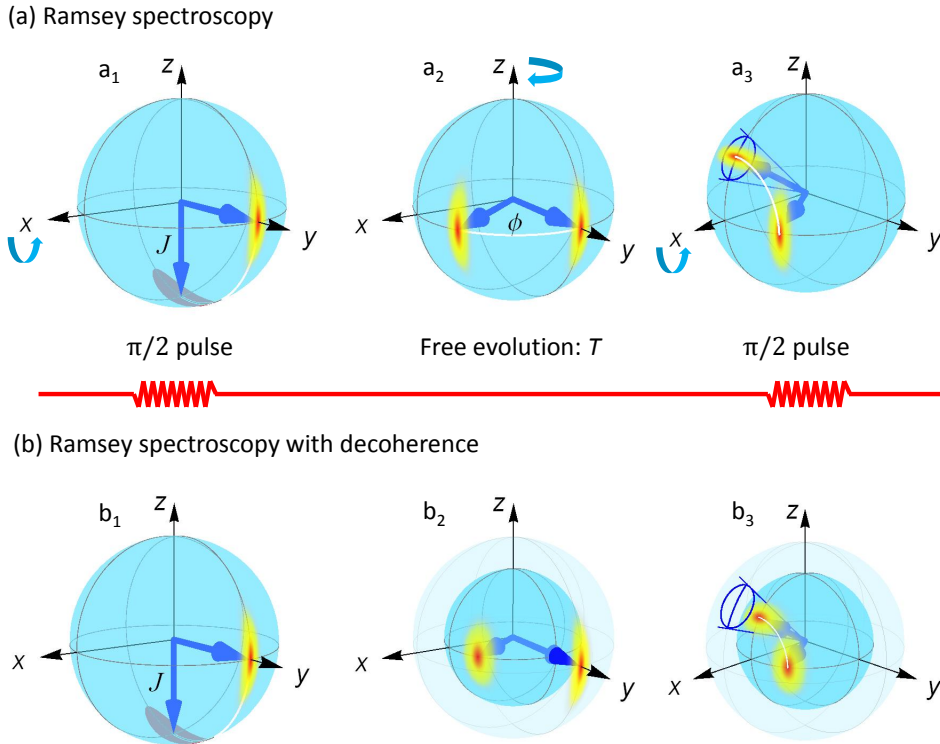 (a) Ramsey spectroscopy
a₁ z x J y
a₂ z x ϕ y
a₃ z x y
π/2 pulse
Free evolution: T
π/2 pulse
(b) Ramsey spectroscopy with decoherence
b₁ z x J y
b₂ z x y
b₃ z x y